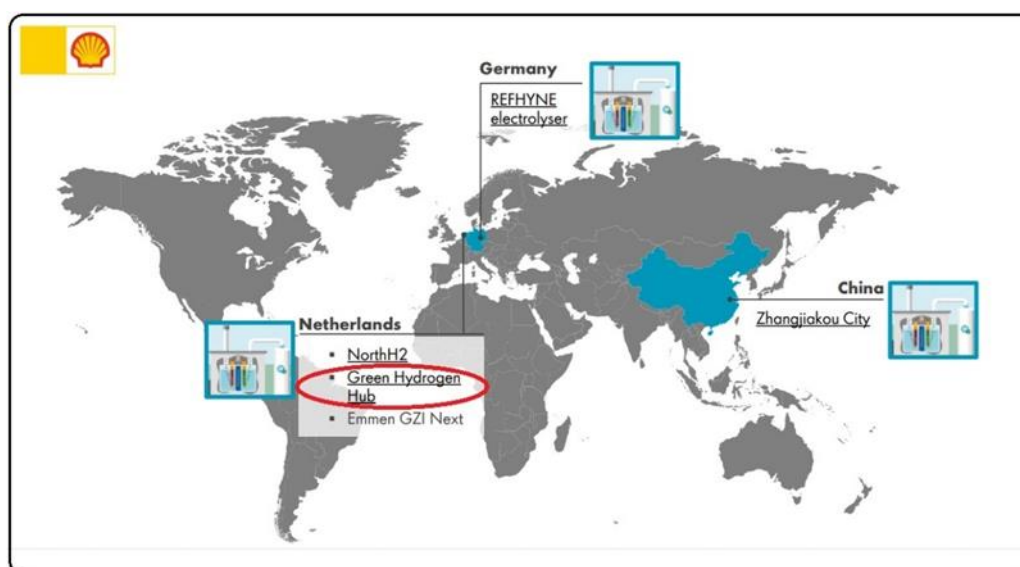 Germany
REFHYNE
electrolyser
China
Zhangjiakou City
Netherlands
▪ NorthH2
▪ Green Hydrogen
Hub
▪ Emmen GZI Next